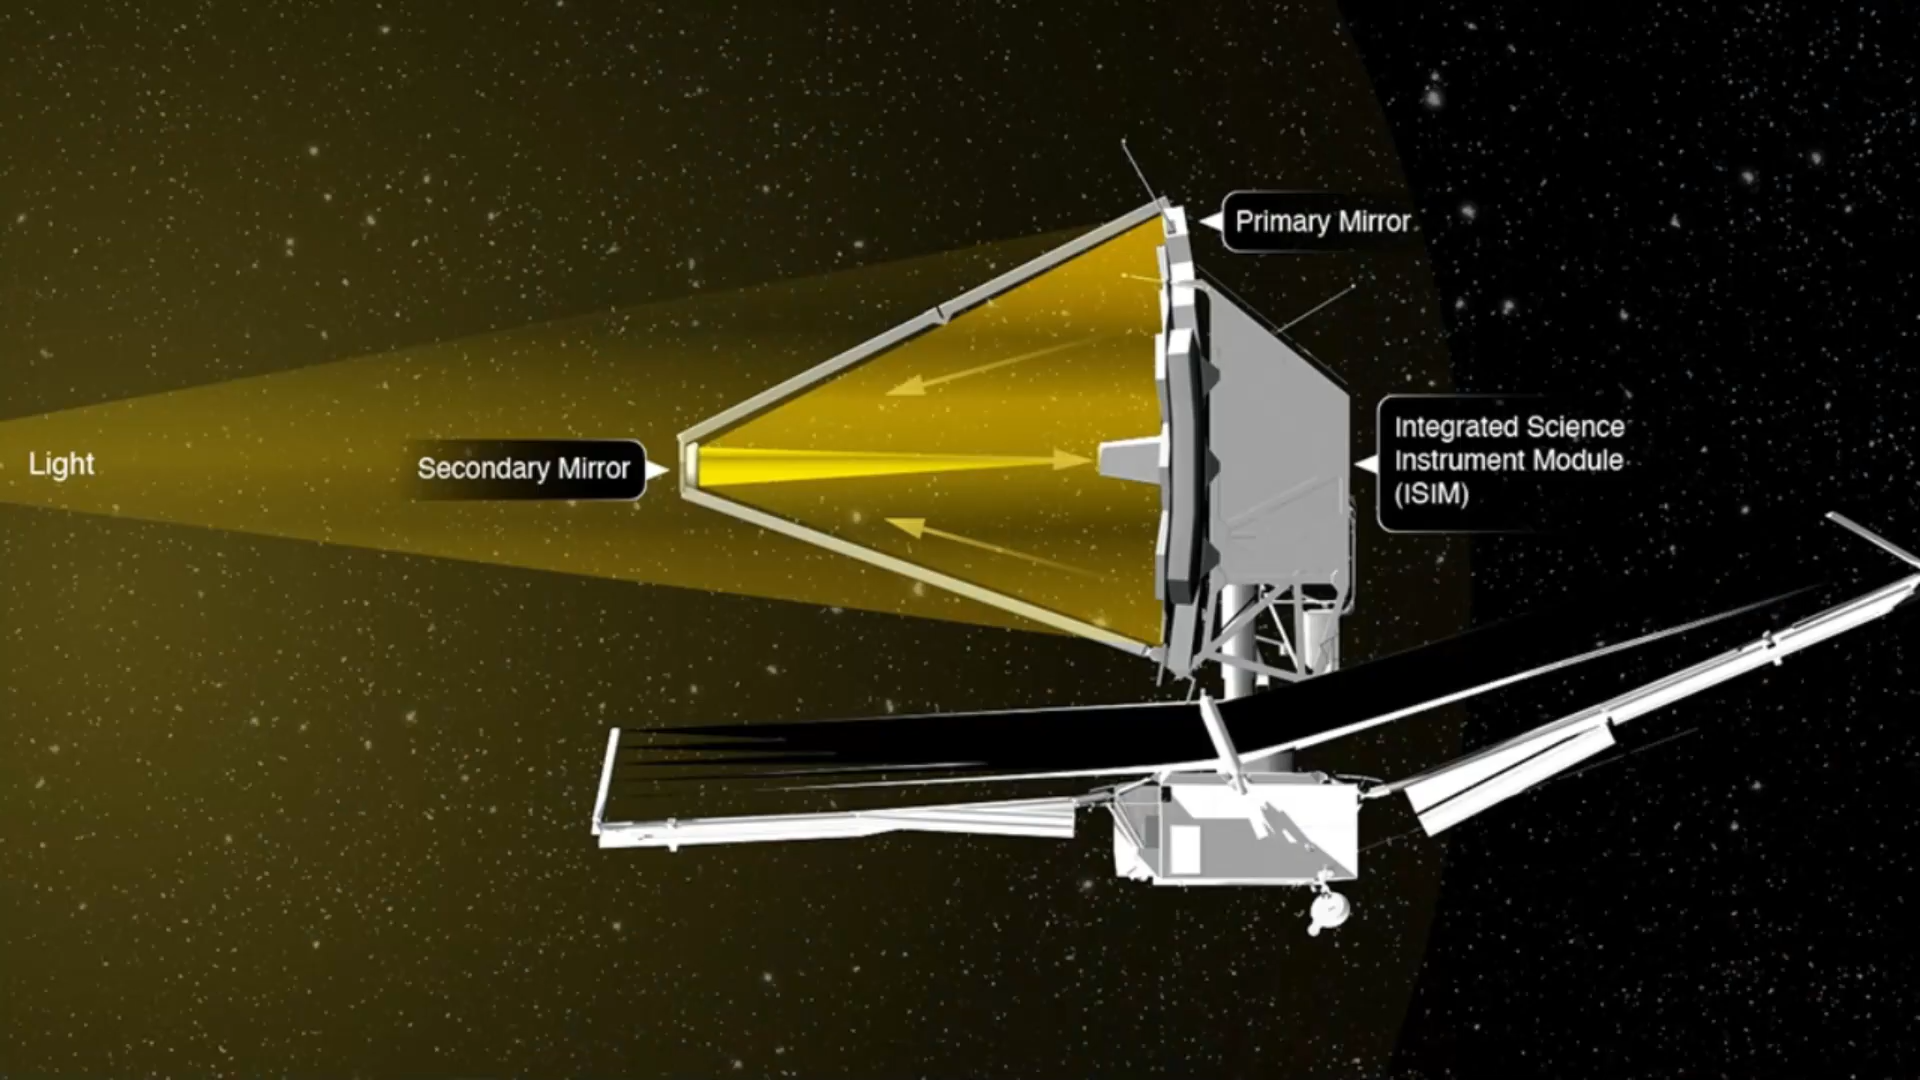 Primary Mirror
Integrated Science
Instrument Module
(ISIM)
Light
Secondary Mirror